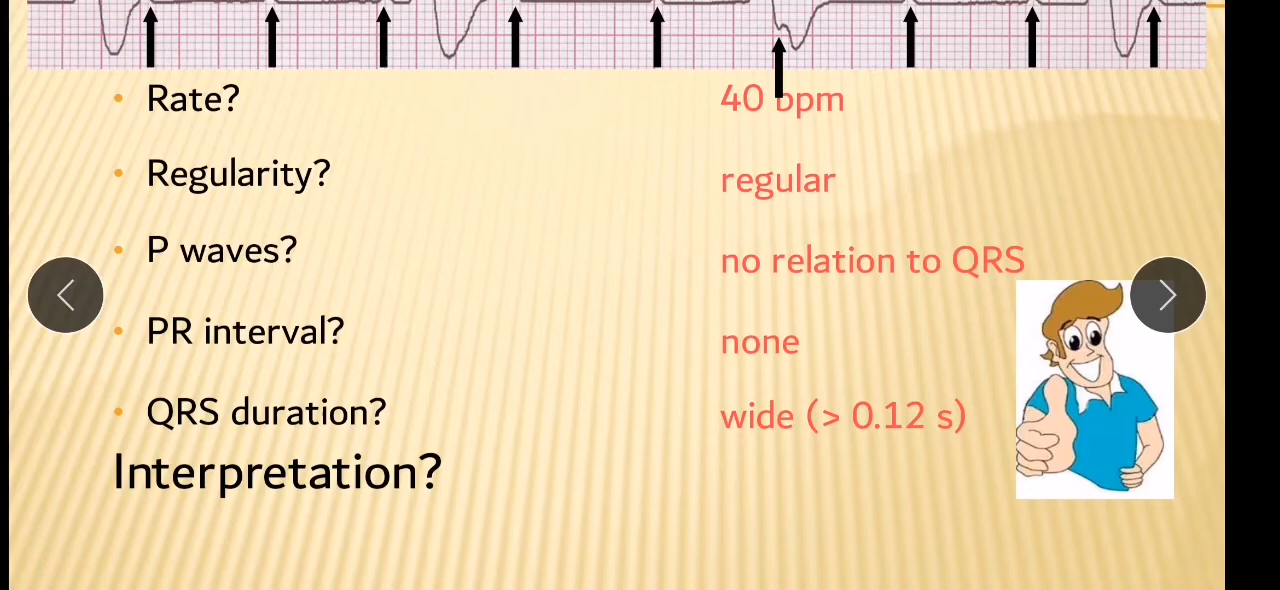 Rate?
40 bpm
Regularity?
regular
P waves?
no relation to QRS
PR interval?
none
QRS duration?
wide (> 0.12 s)
Interpretation?